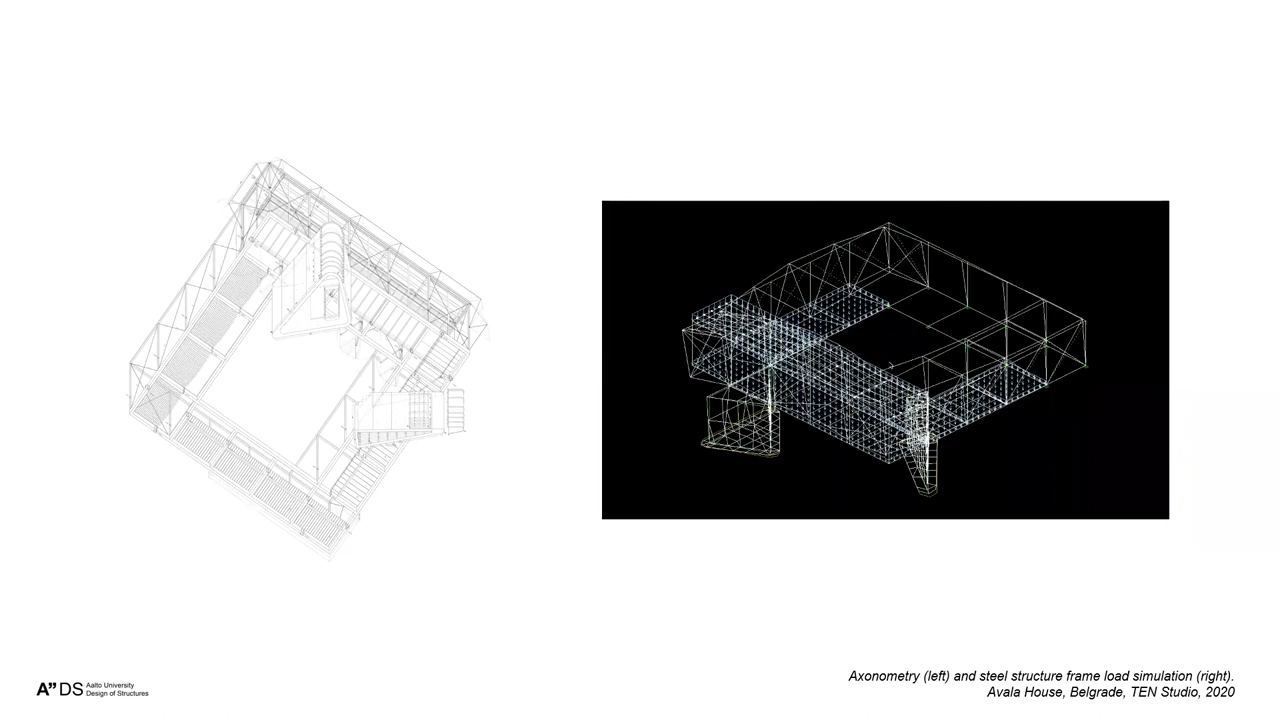 Axonometry (left) and steel structure frame load simulation (right).
Avala House, Belgrade, TEN Studio, 2020
A” DS Aalto University
Design of Structures